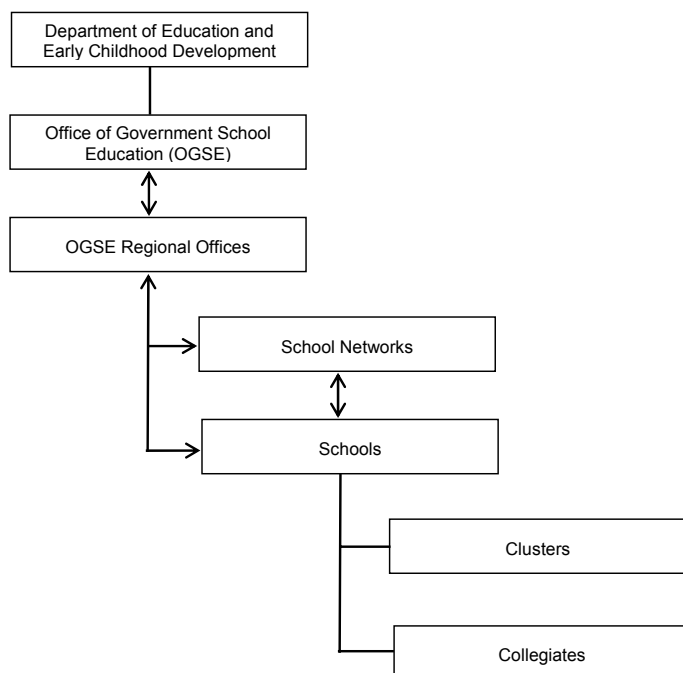 Department of Education and
Early Childhood Development
Office of Government School
Education (OGSE)
OGSE Regional Offices
School Networks
Schools
Clusters
Collegiates